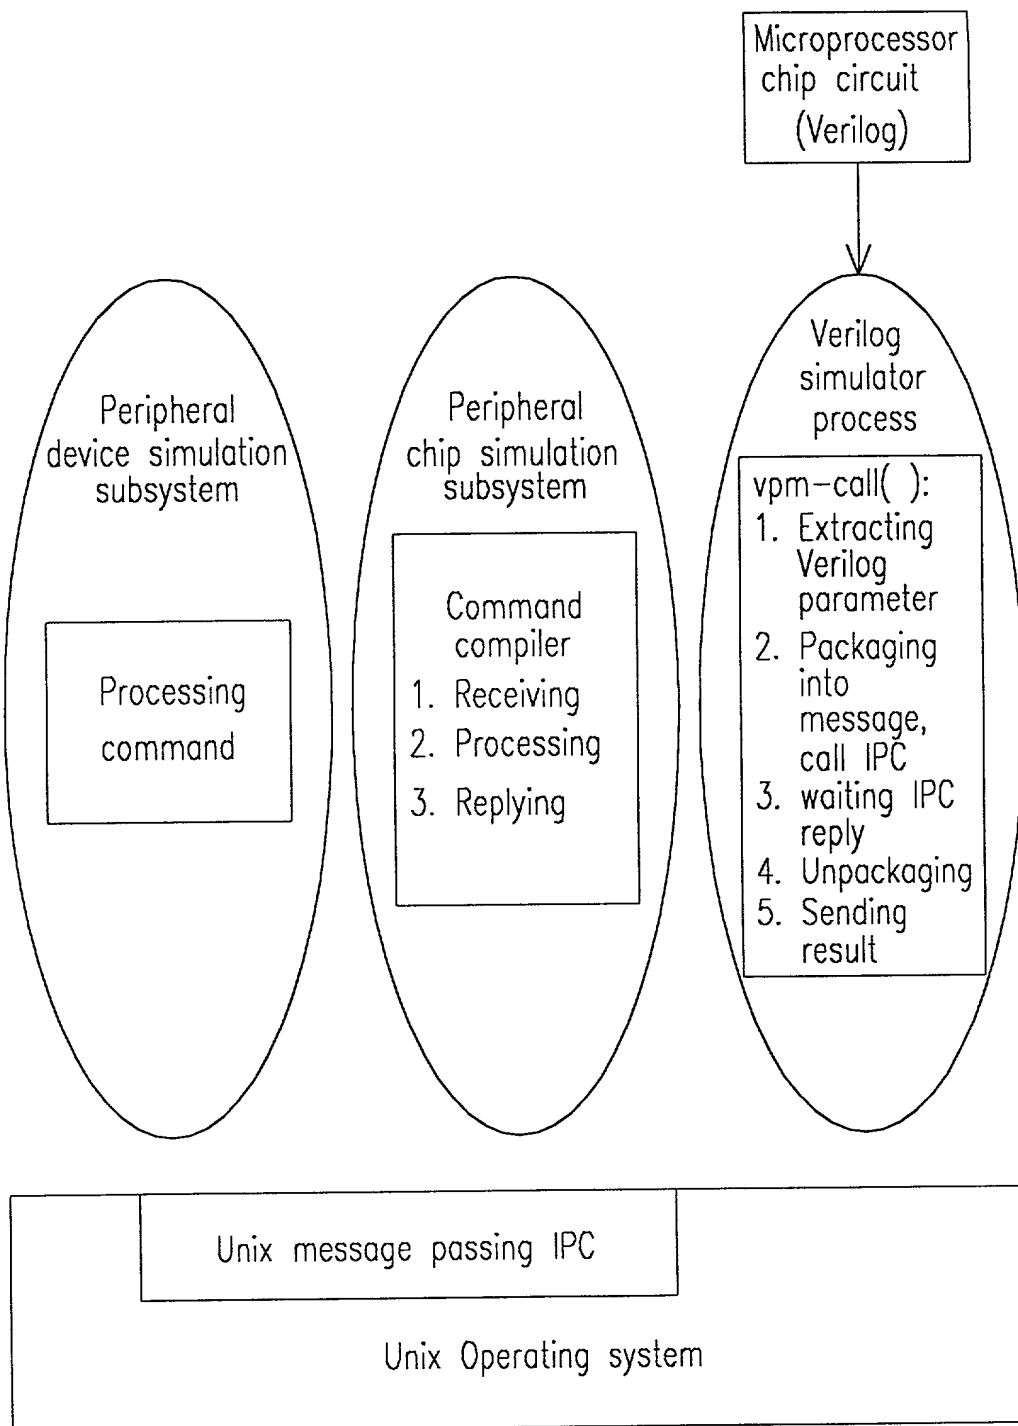 Microprocessor
chip circuit
(Verilog)
Peripheral
device simulation
subsystem
Processing
command
Peripheral
chip simulation
subsystem
Command
compiler
1. Receiving
2. Processing
3. Replying
Verilog
simulator
process
vpm-call( ):
1. Extracting
Verilog
parameter
2. Packaging
into
message,
call IPC
3. waiting IPC
reply
4. Unpackaging
5. Sending
result
Unix message passing IPC
Unix Operating system